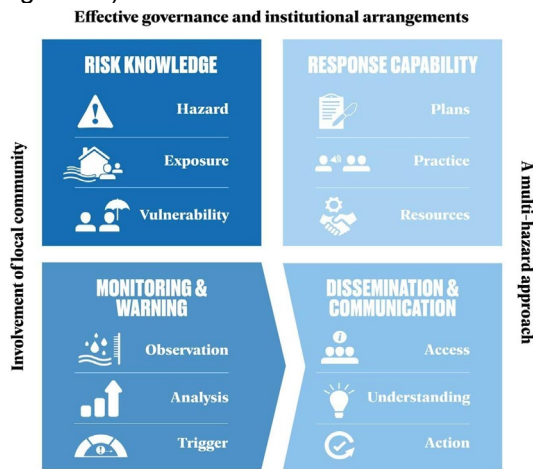 Effective governance and institutional arrangements
RISK KNOWLEDGE
Hazard
Exposure
Vulnerability
RESPONSE CAPABILITY
Plans
Practice
Resources
Involvement of local community
A multi-hazard approach
MONITORING &
WARNING
Observation
Analysis
Trigger
DISSEMINATION &
COMMUNICATION
Access
Understanding
Action